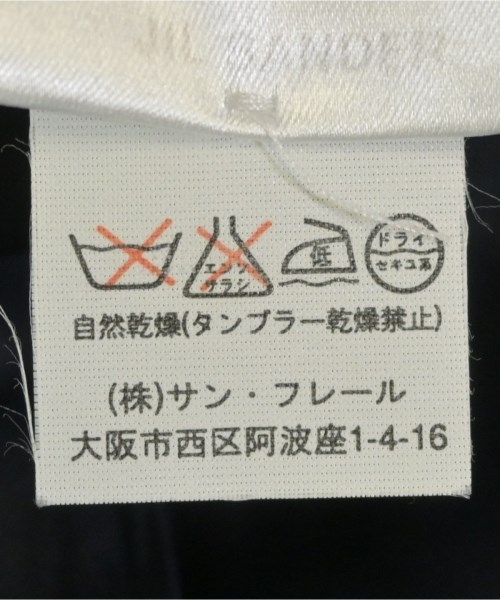 JIL SANDER
エンソ
サラシ
低
ドライ
セキユ系
自然乾燥(タンブラー乾燥禁止)
(株)サン・フレール
大阪市西区阿波座1-4-16